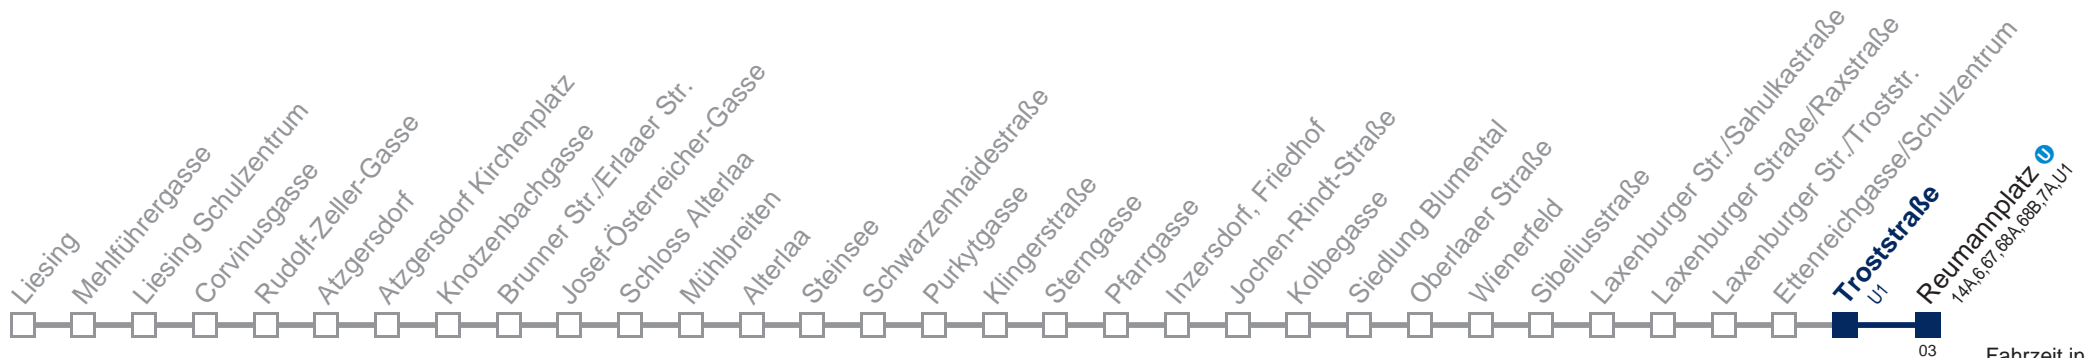 Liesing
Mehlführergasse
Liesing Schulzentrum
Corvinusgasse
Rudolf-Zeller-Gasse
Atzgersdorf
Atzgersdorf Kirchenplatz
Knotzenbachgasse
Brunner Str./Erlaaer Str.
Josef-Österreicher-Gasse
Schloss Alterlaa
Mühlbreiten
Alterlaa
Steinsee
Schwarzenhaidestraße
Purkytgasse
Klingerstraße
Sterngasse
Pfarrgasse
Inzersdorf, Friedhof
Jochen-Rindt-Straße
Kolbegasse
Siedlung Blumental
Oberlaaer Straße
Wienerfeld
Sibeliusstraße
Laxenburger Str./Sahulkastraße
Laxenburger Straße/Raxstraße
Laxenburger Str./Troststr.
Ettenreichgasse/Schulzentrum
Troststraße
U1
Reumannplatz U
14A,6,67,68A,68B,7A,U1
03
Fahrzeit in